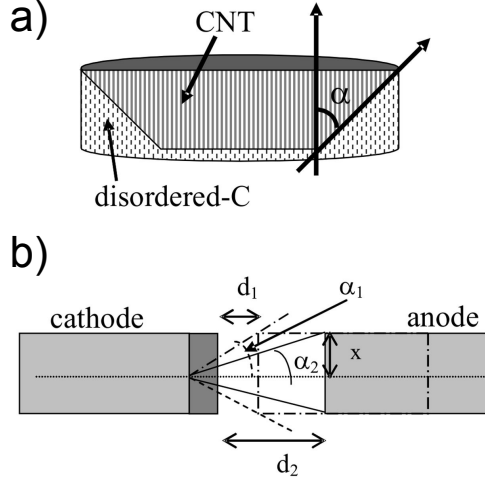 a)
CNT
α
disordered-C
b)
d₁
α₁
cathode
anode
α₂
x
d₂